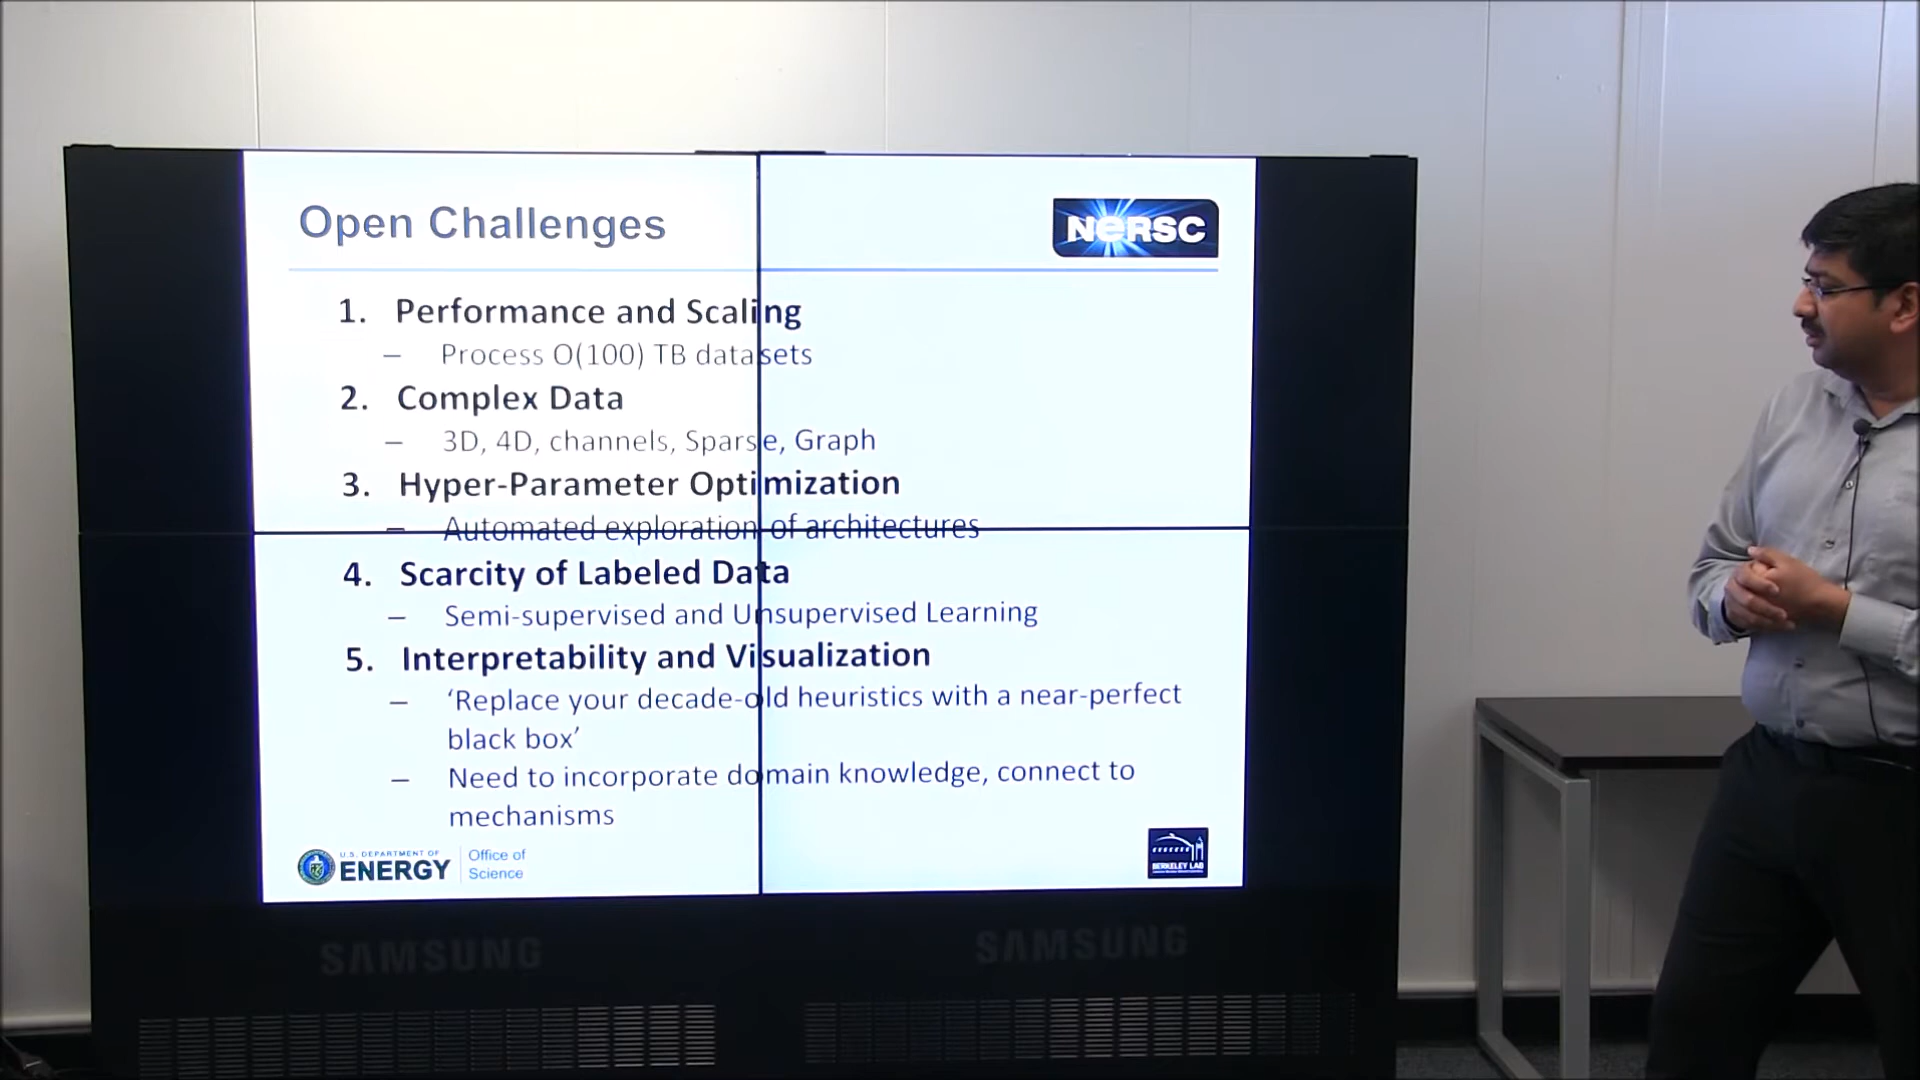 Open Challenges
NERSC
1. Performance and Scaling
– Process O(100) TB datasets
2. Complex Data
– 3D, 4D, channels, Sparse, Graph
3. Hyper-Parameter Optimization
– Automated exploration of architectures
4. Scarcity of Labeled Data
– Semi-supervised and Unsupervised Learning
5. Interpretability and Visualization
– ‘Replace your decade-old heuristics with a near-perfect
black box’
– Need to incorporate domain knowledge, connect to
mechanisms
U.S. DEPARTMENT OF
ENERGY
Office of
Science
BERKELEY LAB
SAMSUNG
SAMSUNG